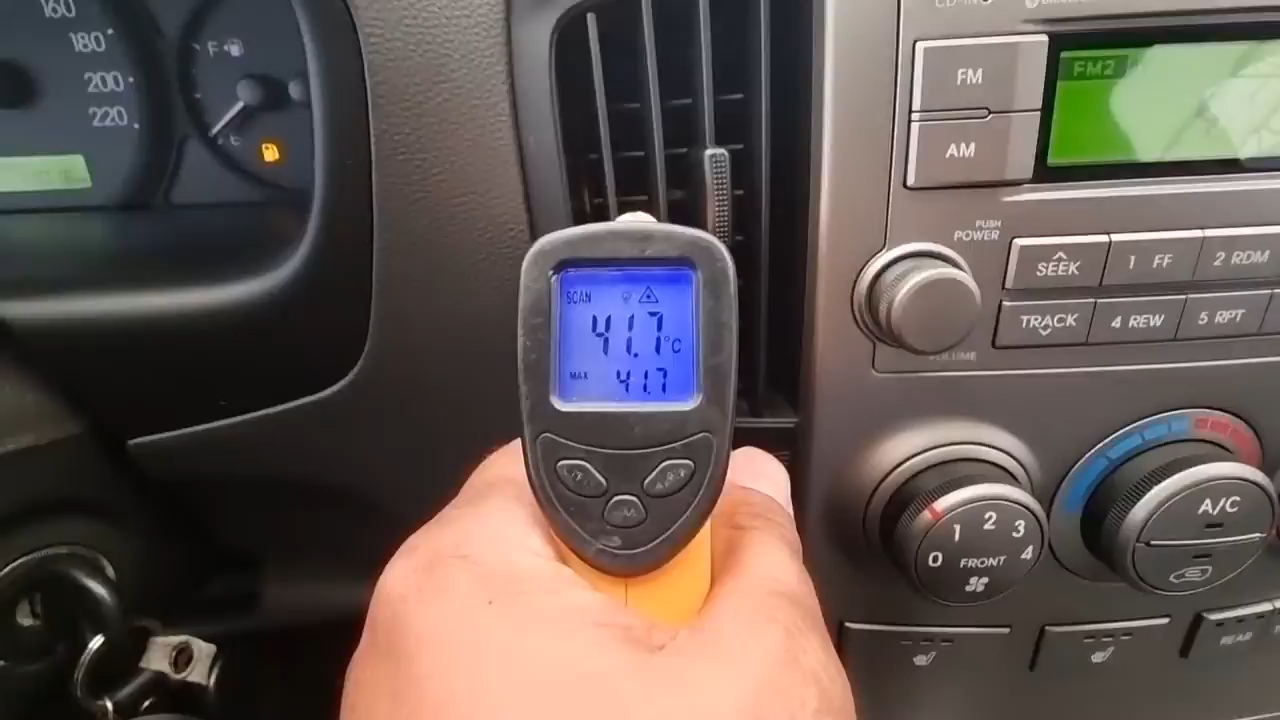 160
180
200
220
F
FM
AM
FM2
PUSH
POWER
VOLUME
SEEK
1 FF
2 RDM
TRACK
4 REW
5 RPT
SCAN
41.7°C
MAX 41.7
0 1 2 3 4
FRONT
A/C
REAR